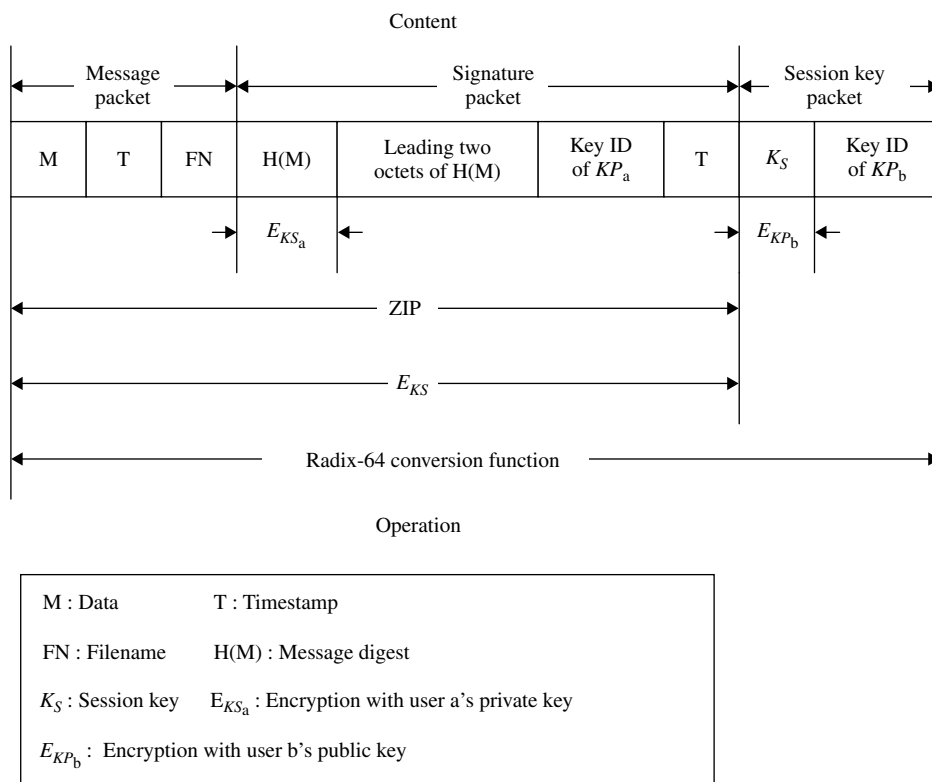 Content
Message packet
Signature packet
Session key packet
M
T
FN
H(M)
Leading two octets of H(M)
Key ID of KPa
T
KS
Key ID of KPb
EKSa
EKPb
ZIP
EKS
Radix-64 conversion function
Operation
M : Data
T : Timestamp
FN : Filename
H(M) : Message digest
KS : Session key
EKSa : Encryption with user a's private key
EKPb : Encryption with user b's public key